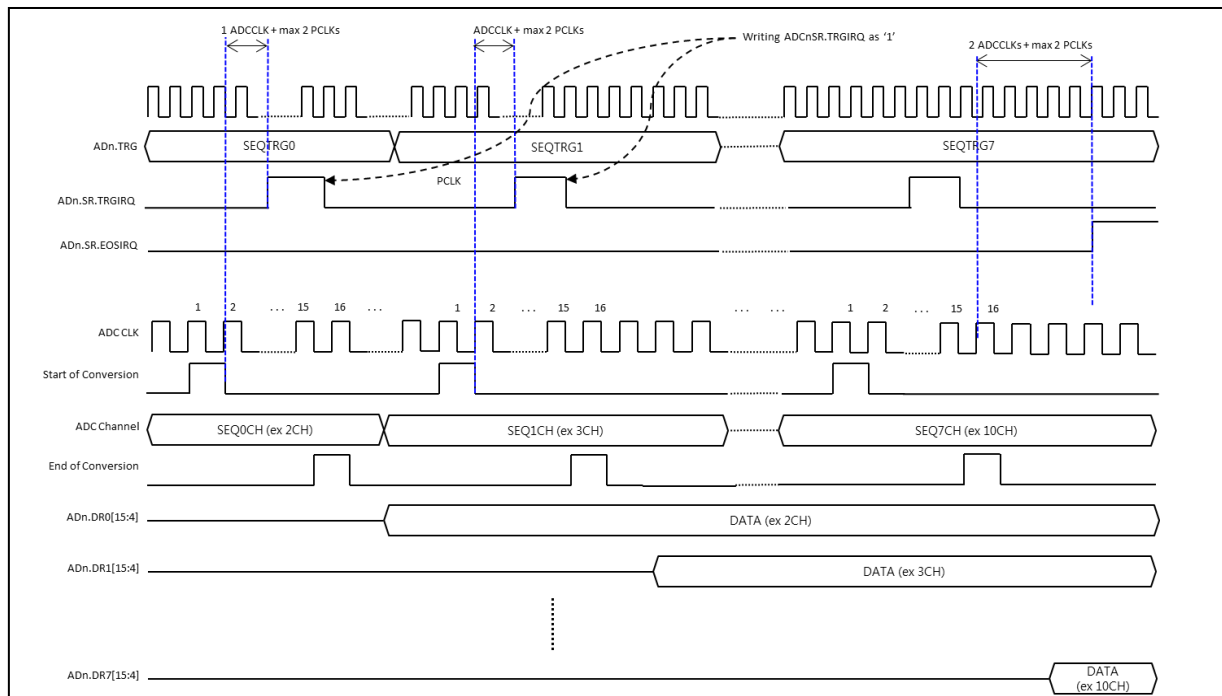 1 ADCCLK + max 2 PCLKs
ADCCLK + max 2 PCLKs
Writing ADCnSR.TRGIRQ as ‘1’
2 ADCCLKs + max 2 PCLKs
ADn.TRG
SEQTRG0
SEQTRG1
SEQTRG7
PCLK
ADn.SR.TRGIRQ
ADn.SR.EOSIRQ
1 2 ... 15 16 ... 1 2 ... 15 16 ... ... 1 2 ... 15 16
ADC CLK
Start of Conversion
ADC Channel
SEQ0CH (ex 2CH)
SEQ1CH (ex 3CH)
SEQ7CH (ex 10CH)
End of Conversion
ADn.DR0[15:4]
DATA (ex 2CH)
ADn.DR1[15:4]
DATA (ex 3CH)
ADn.DR7[15:4]
DATA
(ex 10CH)